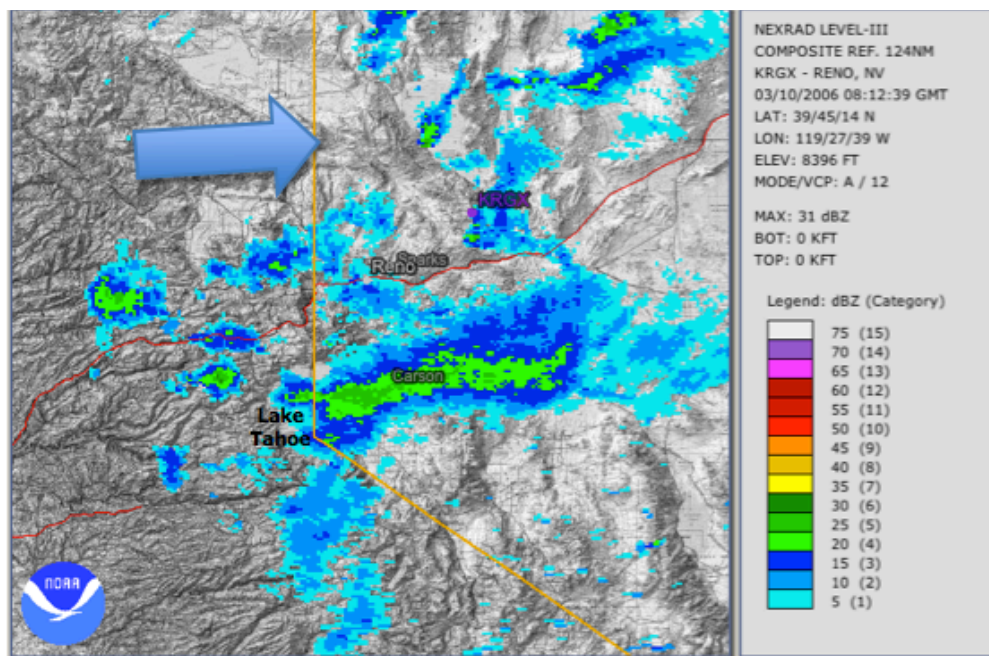 NEXRAD LEVEL-III
COMPOSITE REF. 124NM
KRGX - RENO, NV
03/10/2006 08:12:39 GMT
LAT: 39/45/14 N
LON: 119/27/39 W
ELEV: 8396 FT
MODE/VCP: A / 12
MAX: 31 dBZ
BOT: 0 KFT
TOP: 0 KFT
Legend: dBZ (Category)
75 (15)
70 (14)
65 (13)
60 (12)
55 (11)
50 (10)
45 (9)
40 (8)
35 (7)
30 (6)
25 (5)
20 (4)
15 (3)
10 (2)
5 (1)
KRGX
Sparks
Reno
Carson
Lake
Tahoe
NOAA